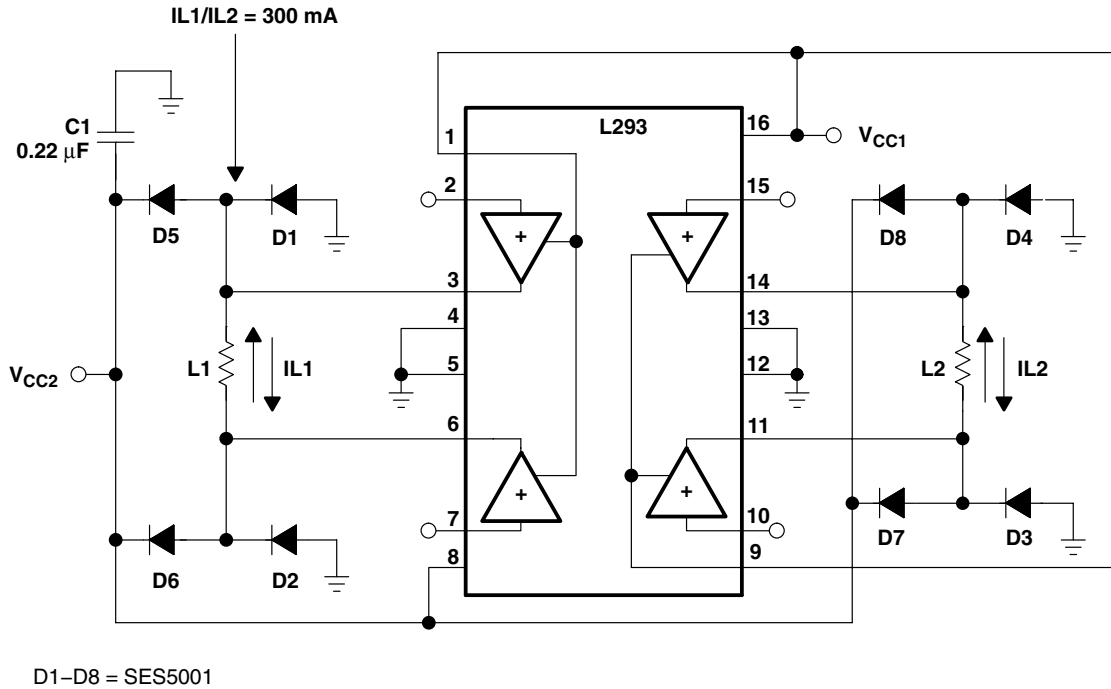 IL1/IL2 = 300 mA
C1
0.22 μF
L293
1
16
VCC1
2
15
D5
D1
D8
D4
+
+
3
14
4
13
L1
IL1
VCC2
5
12
L2
IL2
6
11
+
+
7
10
D6
D2
8
9
D7
D3
D1–D8 = SES5001